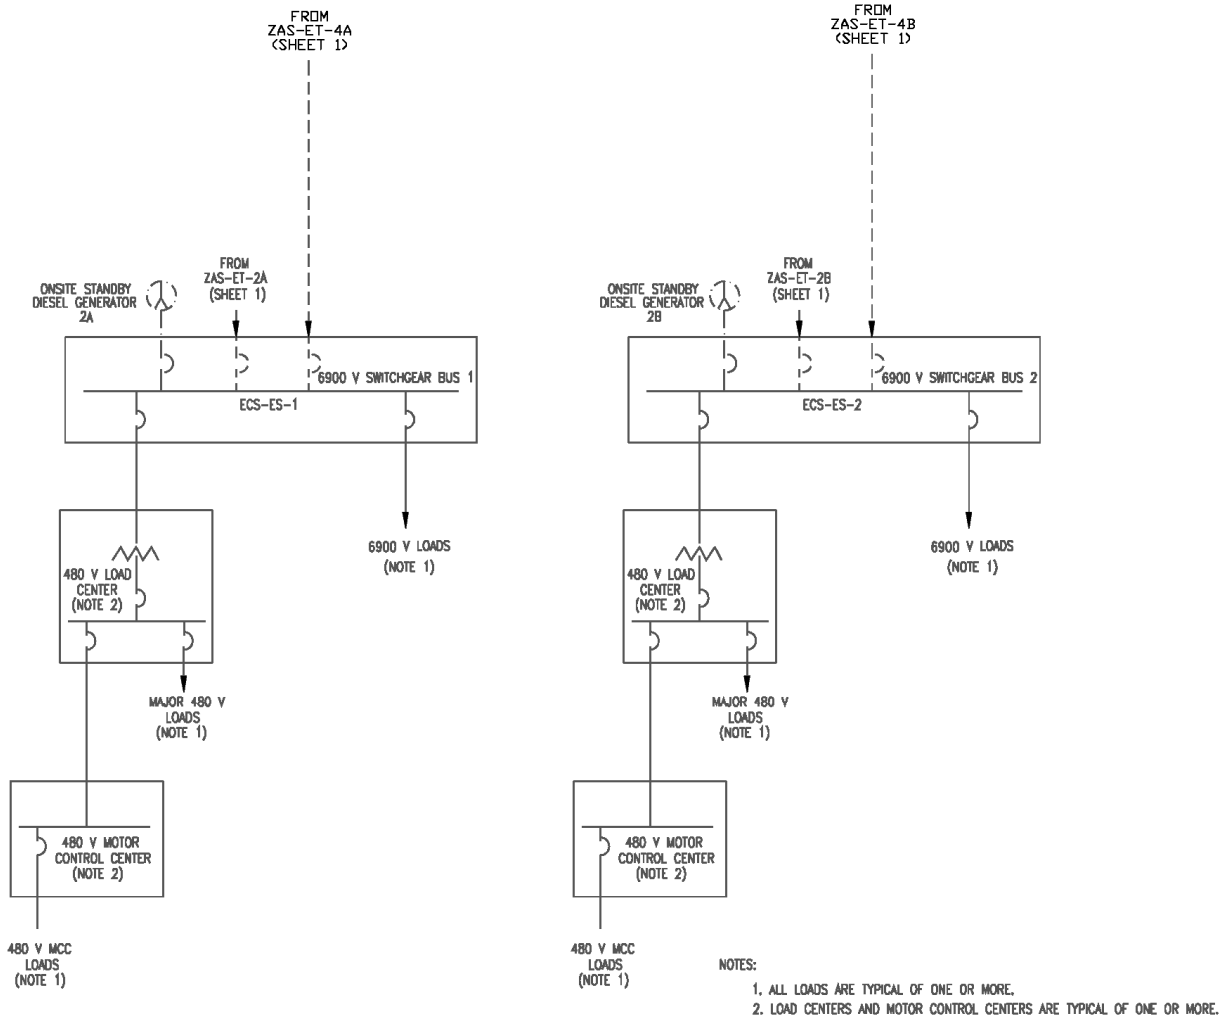 FROM
ZAS-ET-4A
(SHEET 1)
FROM
ZAS-ET-4B
(SHEET 1)
ONSITE STANDBY
DIESEL GENERATOR
2A
FROM
ZAS-ET-2A
(SHEET 1)
6900 V SWITCHGEAR BUS 1
ECS-ES-1
6900 V LOADS
(NOTE 1)
480 V LOAD
CENTER
(NOTE 2)
MAJOR 480 V
LOADS
(NOTE 1)
480 V MOTOR
CONTROL CENTER
(NOTE 2)
480 V MCC
LOADS
(NOTE 1)
ONSITE STANDBY
DIESEL GENERATOR
2B
FROM
ZAS-ET-2B
(SHEET 1)
6900 V SWITCHGEAR BUS 2
ECS-ES-2
6900 V LOADS
(NOTE 1)
480 V LOAD
CENTER
(NOTE 2)
MAJOR 480 V
LOADS
(NOTE 1)
480 V MOTOR
CONTROL CENTER
(NOTE 2)
480 V MCC
LOADS
(NOTE 1)
NOTES:
1. ALL LOADS ARE TYPICAL OF ONE OR MORE.
2. LOAD CENTERS AND MOTOR CONTROL CENTERS ARE TYPICAL OF ONE OR MORE.